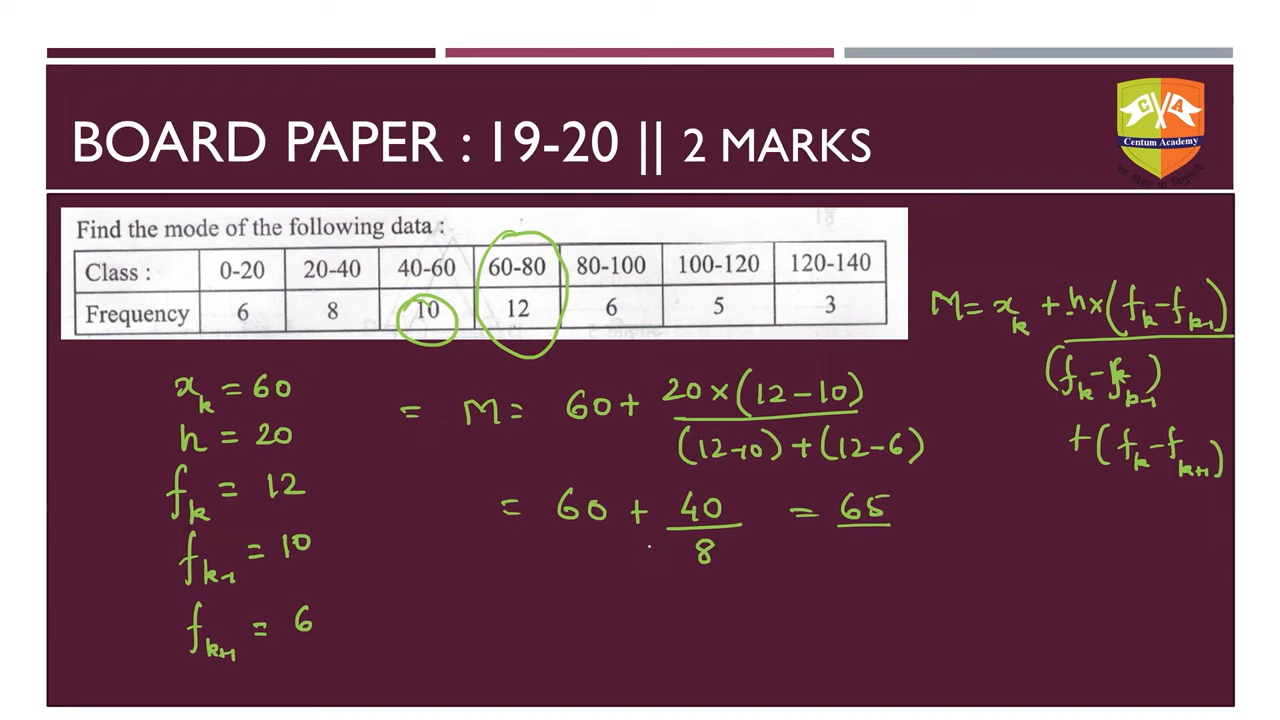 BOARD PAPER : 19-20 || 2 MARKS
C A
Centum Academy
Find the mode of the following data :
Class : 0-20 20-40 40-60 60-80 80-100 100-120 120-140
Frequency 6 8 10 12 6 5 3
M = x_k + h×(f_k - f_k-1)
(f_k - f_k-1)
+ (f_k - f_k+1)
x_k = 60
h = 20
f_k = 12
f_k-1 = 10
f_k+1 = 6
= M = 60 + 20×(12-10)
(12-10)+(12-6)
= 60 + 40 = 65
8